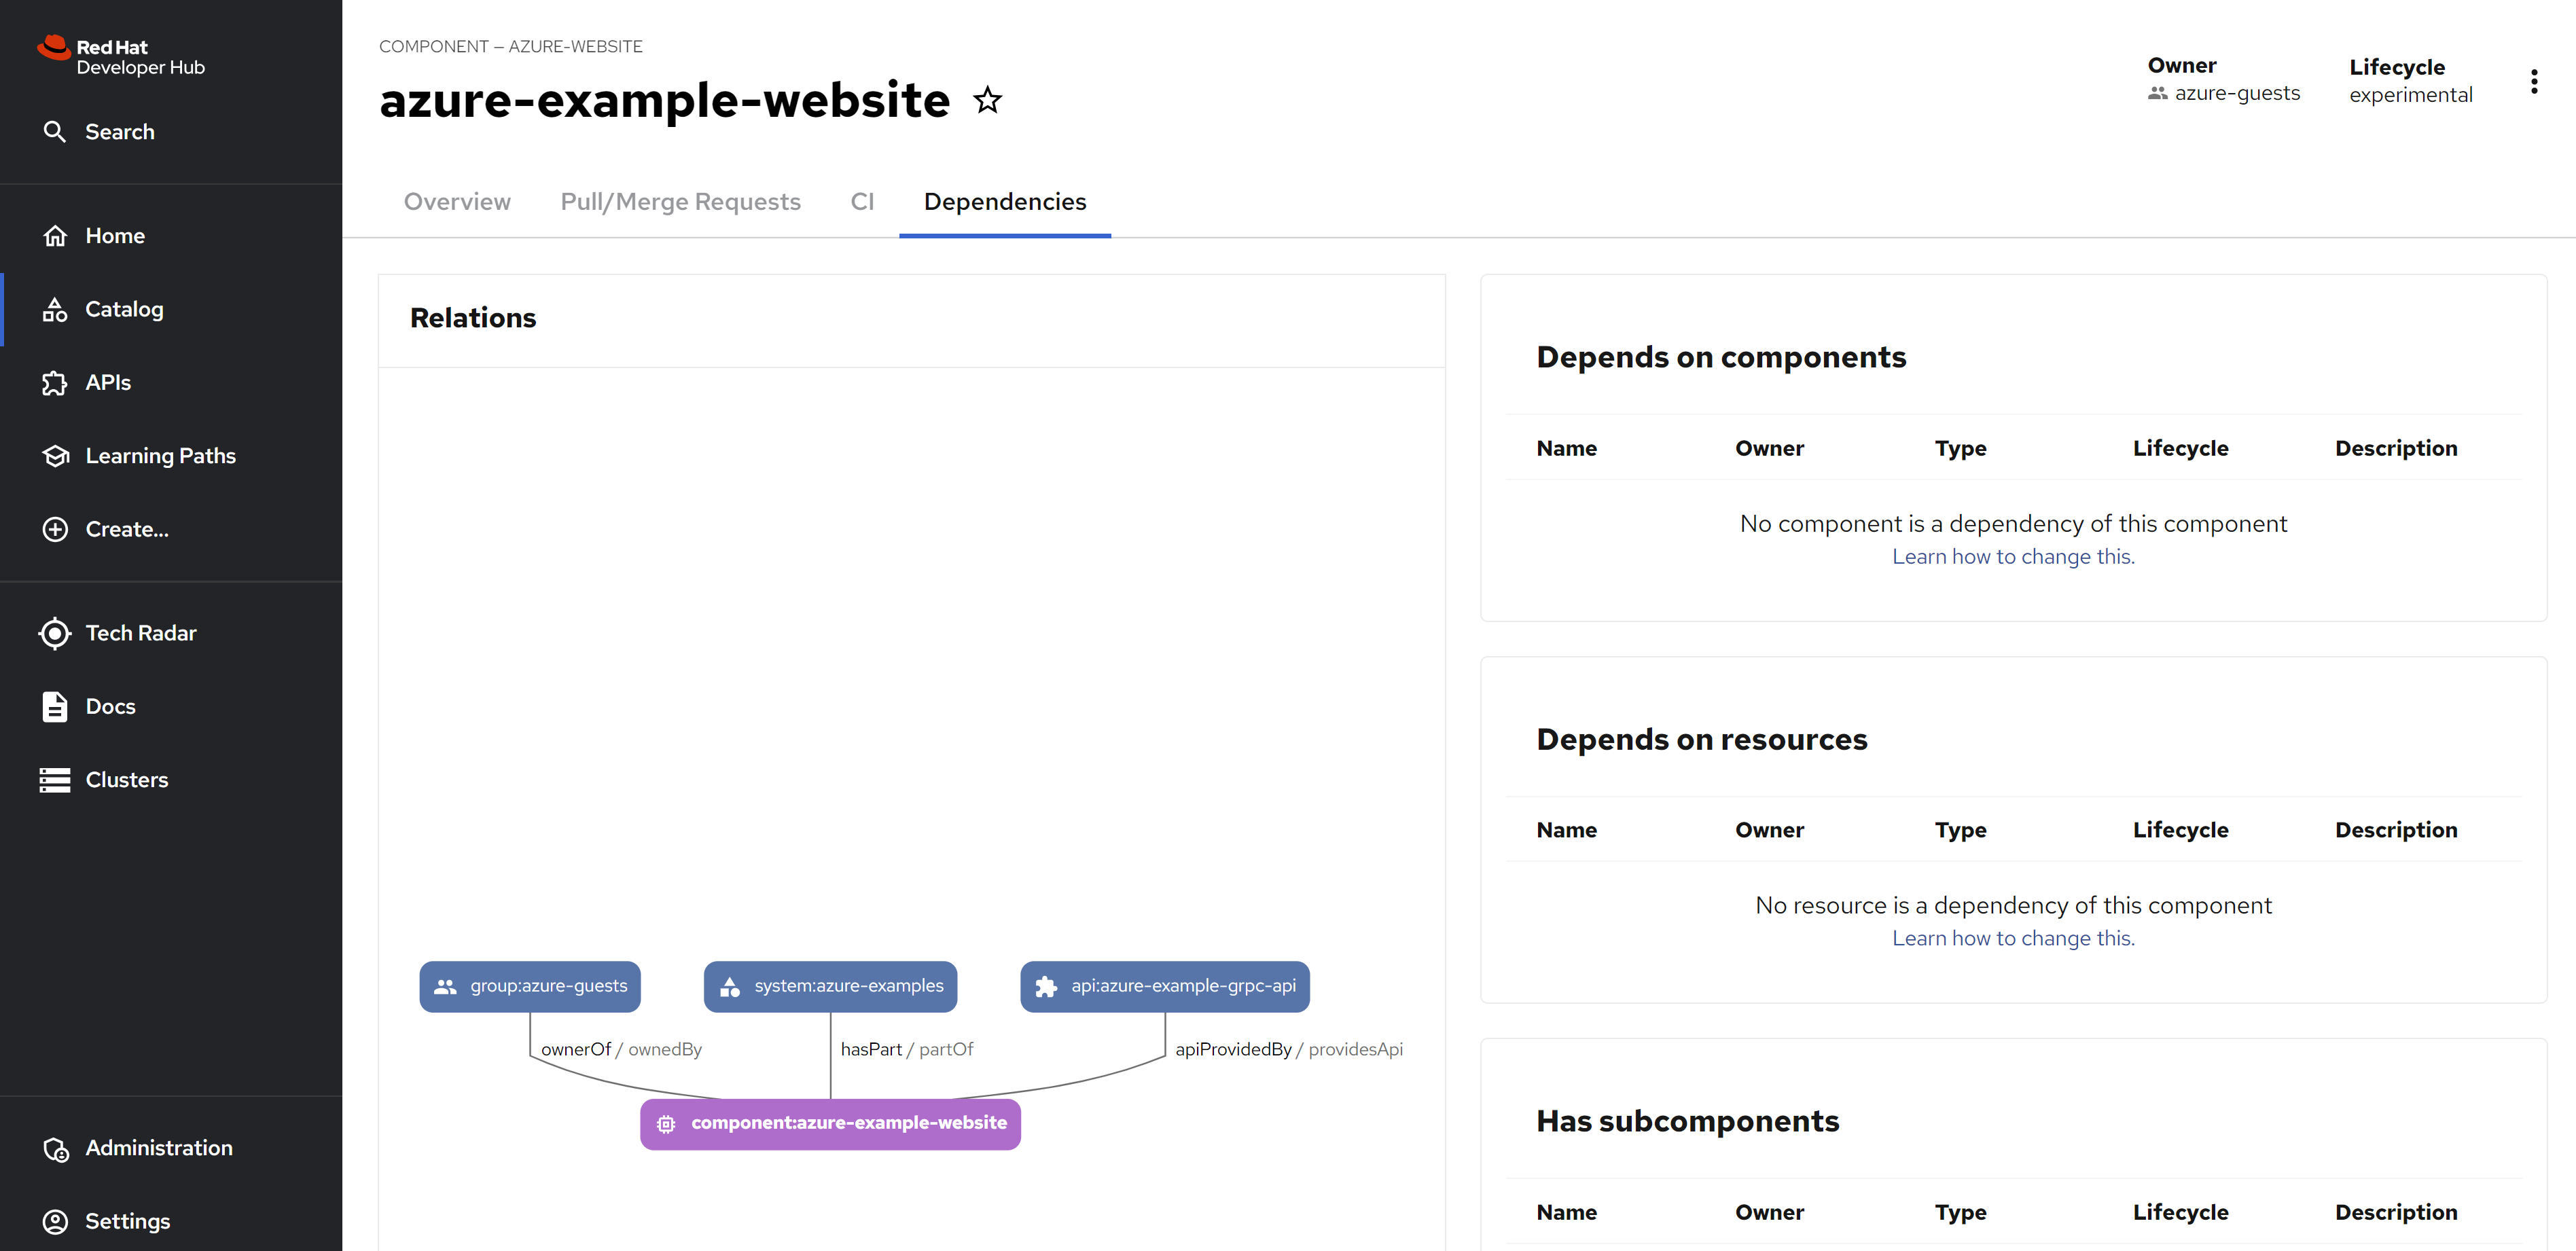 Red Hat
Developer Hub
Search
Home
Catalog
APIs
Learning Paths
Create...
Tech Radar
Docs
Clusters
Administration
Settings
COMPONENT — AZURE-WEBSITE
azure-example-website
Owner
azure-guests
Lifecycle
experimental
Overview Pull/Merge Requests CI Dependencies
Relations
group:azure-guests system:azure-examples api:azure-example-grpc-api
ownerOf / ownedBy hasPart / partOf apiProvidedBy / providesApi
component:azure-example-website
Depends on components
Name Owner Type Lifecycle Description
No component is a dependency of this component
Learn how to change this.
Depends on resources
Name Owner Type Lifecycle Description
No resource is a dependency of this component
Learn how to change this.
Has subcomponents
Name Owner Type Lifecycle Description